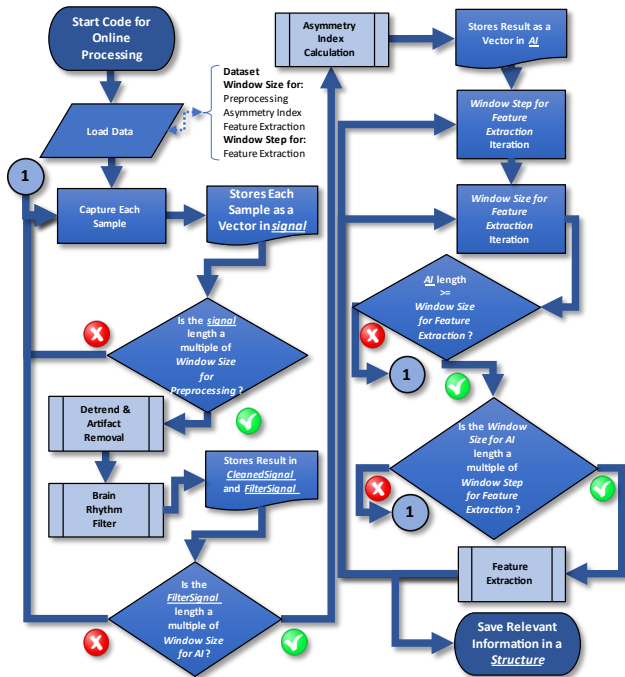 Start Code for
Online
Processing
Load Data
Dataset
Window Size for:
Preprocessing
Asymmetry Index
Feature Extraction
Window Step for:
Feature Extraction
1
Capture Each
Sample
Stores Each
Sample as a
Vector in signal
Is the signal
length a
multiple of
Window Size
for
Preprocessing ?
Detrend &
Artifact
Removal
Brain
Rhythm
Filter
Stores Result in
CleanedSignal
and FilterSignal
Is the
FilterSignal
length a
multiple of
Window Size
for AI ?
Asymmetry
Index
Calculation
Stores Result as a
Vector in AI
Window Step for
Feature
Extraction
Iteration
Window Size for
Feature
Extraction
Iteration
AI length
>=
Window Size
for Feature
Extraction ?
1
Is the Window
Size for AI
length a
multiple of
Window Step
for Feature
Extraction ?
1
Feature
Extraction
Save Relevant
Information in a
Structure